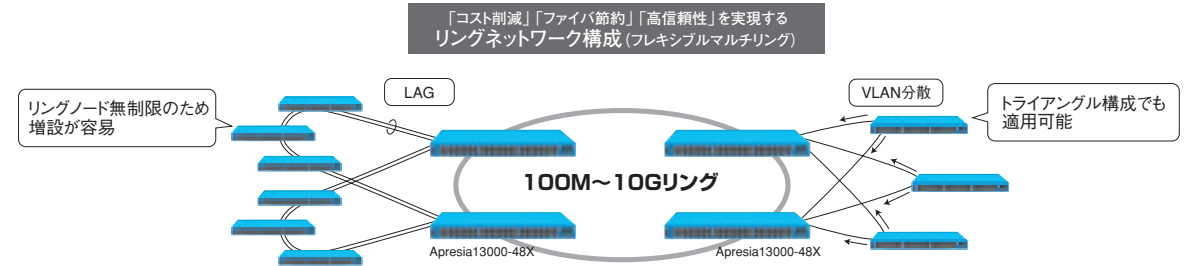 「コスト削減」「ファイバ節約」「高信頼性」を実現する
リングネットワーク構成(フレキシブルマルチリング)
リングノード無制限のため
増設が容易
LAG
VLAN分散
トライアングル構成でも
適用可能
100M〜10Gリング
Apresia13000-48X
Apresia13000-48X